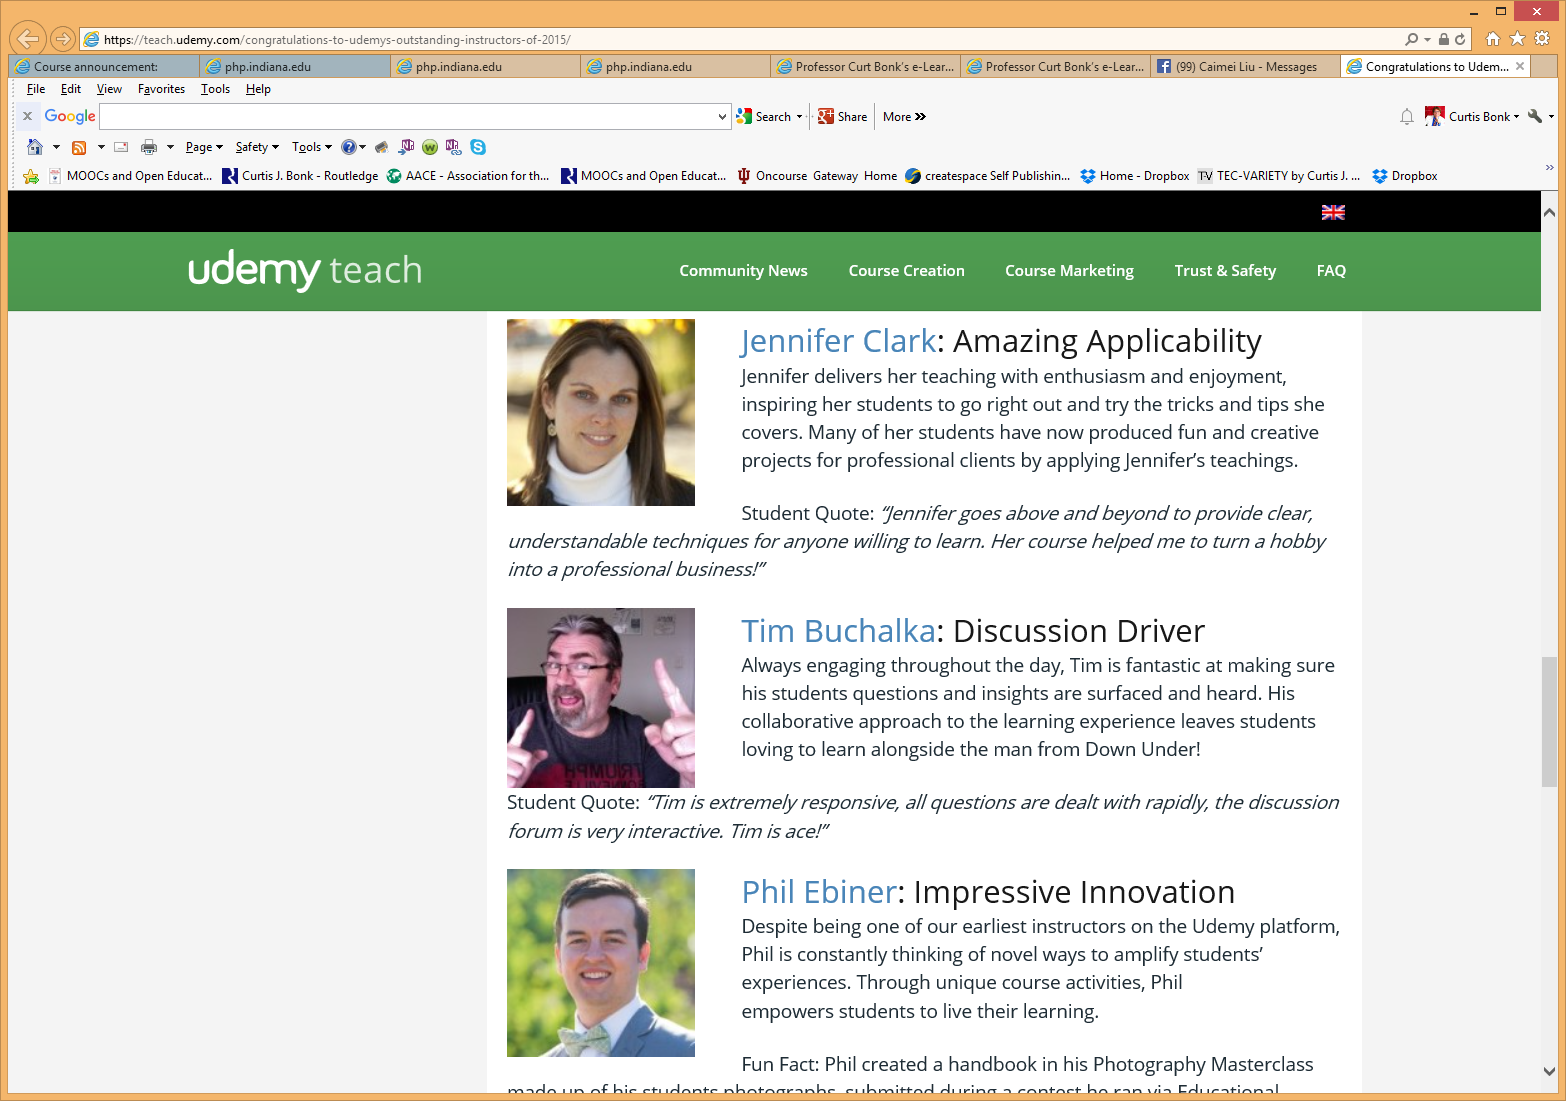 https://teach.udemy.com/congratulations-to-udemys-outstanding-instructors-of-2015/
Course announcement:
php.indiana.edu
php.indiana.edu
php.indiana.edu
Professor Curt Bonk's e-Lear...
Professor Curt Bonk's e-Lear...
(99) Caimei Liu - Messages
Congratulations to Udem...
File Edit View Favorites Tools Help
x Google Search Share More » Curtis Bonk
Page Safety Tools
MOOCs and Open Educat... Curtis J. Bonk - Routledge AACE - Association for th... MOOCs and Open Educat... Oncourse Gateway Home createspace Self Publishin... Home - Dropbox T-V TEC-VARIETY by Curtis J. ... Dropbox
udemy teach
Community News Course Creation Course Marketing Trust & Safety FAQ
Jennifer Clark: Amazing Applicability
Jennifer delivers her teaching with enthusiasm and enjoyment,
inspiring her students to go right out and try the tricks and tips she
covers. Many of her students have now produced fun and creative
projects for professional clients by applying Jennifer’s teachings.
Student Quote: “Jennifer goes above and beyond to provide clear,
understandable techniques for anyone willing to learn. Her course helped me to turn a hobby
into a professional business!”
Tim Buchalka: Discussion Driver
Always engaging throughout the day, Tim is fantastic at making sure
his students questions and insights are surfaced and heard. His
collaborative approach to the learning experience leaves students
loving to learn alongside the man from Down Under!
TRIUMPH
Student Quote: “Tim is extremely responsive, all questions are dealt with rapidly, the discussion
forum is very interactive. Tim is ace!”
Phil Ebiner: Impressive Innovation
Despite being one of our earliest instructors on the Udemy platform,
Phil is constantly thinking of novel ways to amplify students’
experiences. Through unique course activities, Phil
empowers students to live their learning.
Fun Fact: Phil created a handbook in his Photography Masterclass
made up of his students photographs, submitted during a contest he ran via Educational